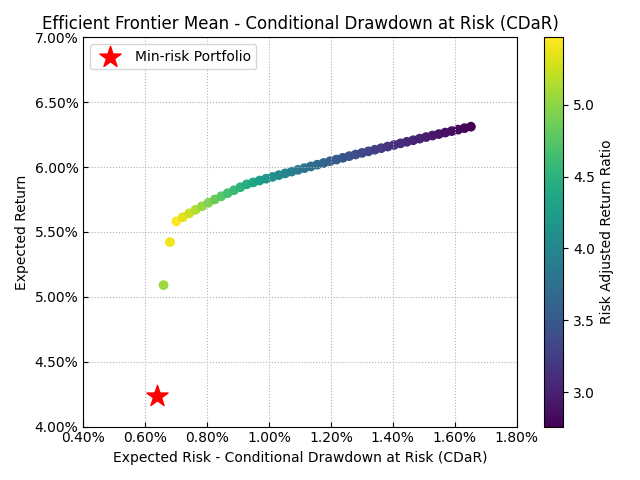 Efficient Frontier Mean - Conditional Drawdown at Risk (CDaR)
Min-risk Portfolio
7.00%
6.50%
6.00%
5.50%
5.00%
4.50%
4.00%
Expected Return
0.40% 0.60% 0.80% 1.00% 1.20% 1.40% 1.60% 1.80%
Expected Risk - Conditional Drawdown at Risk (CDaR)
5.0
4.5
4.0
3.5
3.0
Risk Adjusted Return Ratio